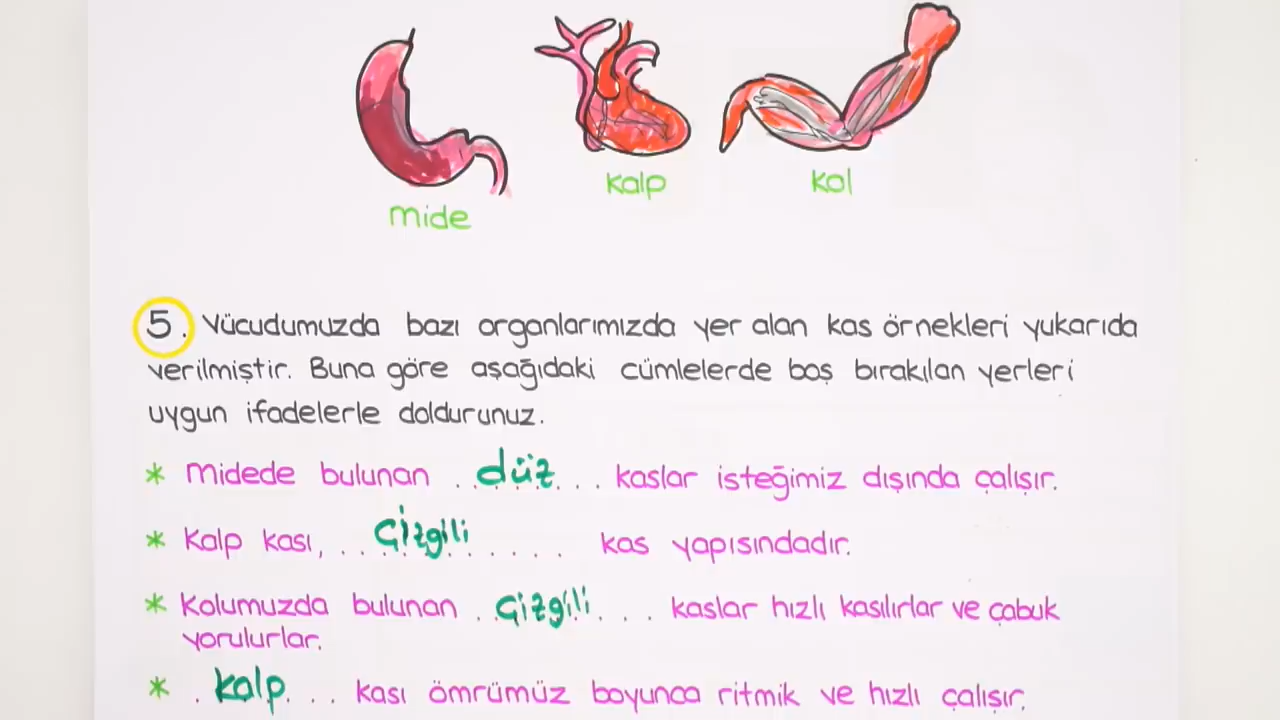 mide
kalp
kol
5. Vücudumuzda bazı organlarımızda yer alan kas örnekleri yukarıda
verilmiştir. Buna göre aşağıdaki cümlelerde boş bırakılan yerleri
uygun ifadelerle doldurunuz.
* Midede bulunan ..düz... kaslar isteğimiz dışında çalışır.
* Kalp kası, ..çizgili...... kas yapısındadır.
* Kolumuzda bulunan ..çizgili... kaslar hızlı kasılırlar ve çabuk
yorulurlar.
* .kalp... kası ömrümüz boyunca ritmik ve hızlı çalışır.